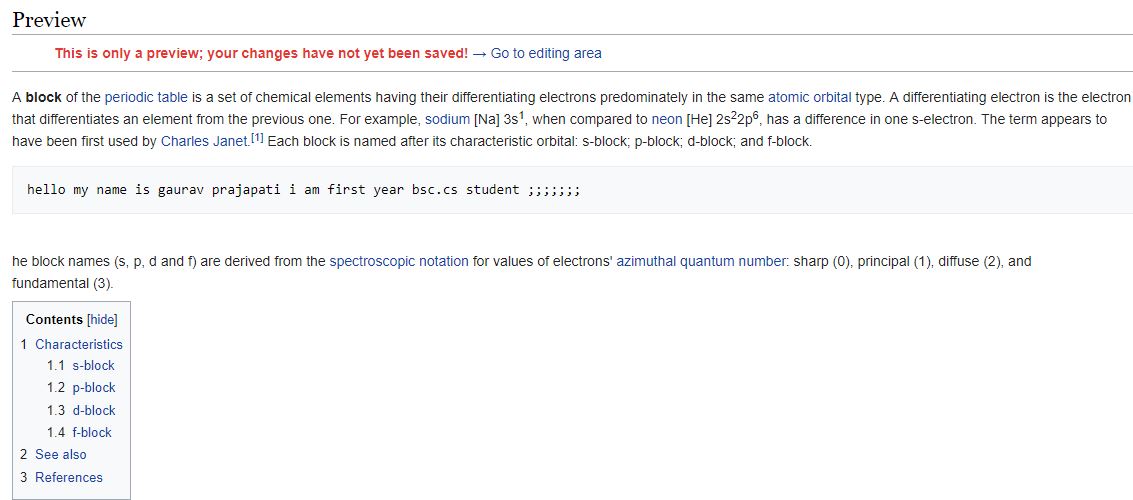 Preview
This is only a preview; your changes have not yet been saved! → Go to editing area
A block of the periodic table is a set of chemical elements having their differentiating electrons predominately in the same atomic orbital type. A differentiating electron is the electron
that differentiates an element from the previous one. For example, sodium [Na] 3s¹, when compared to neon [He] 2s²2p⁶, has a difference in one s-electron. The term appears to
have been first used by Charles Janet.[1] Each block is named after its characteristic orbital: s-block; p-block; d-block; and f-block.
hello my name is gaurav prajapati i am first year bsc.cs student ;;;;;;;
he block names (s, p, d and f) are derived from the spectroscopic notation for values of electrons' azimuthal quantum number: sharp (0), principal (1), diffuse (2), and
fundamental (3).
Contents [hide]
1 Characteristics
1.1 s-block
1.2 p-block
1.3 d-block
1.4 f-block
2 See also
3 References